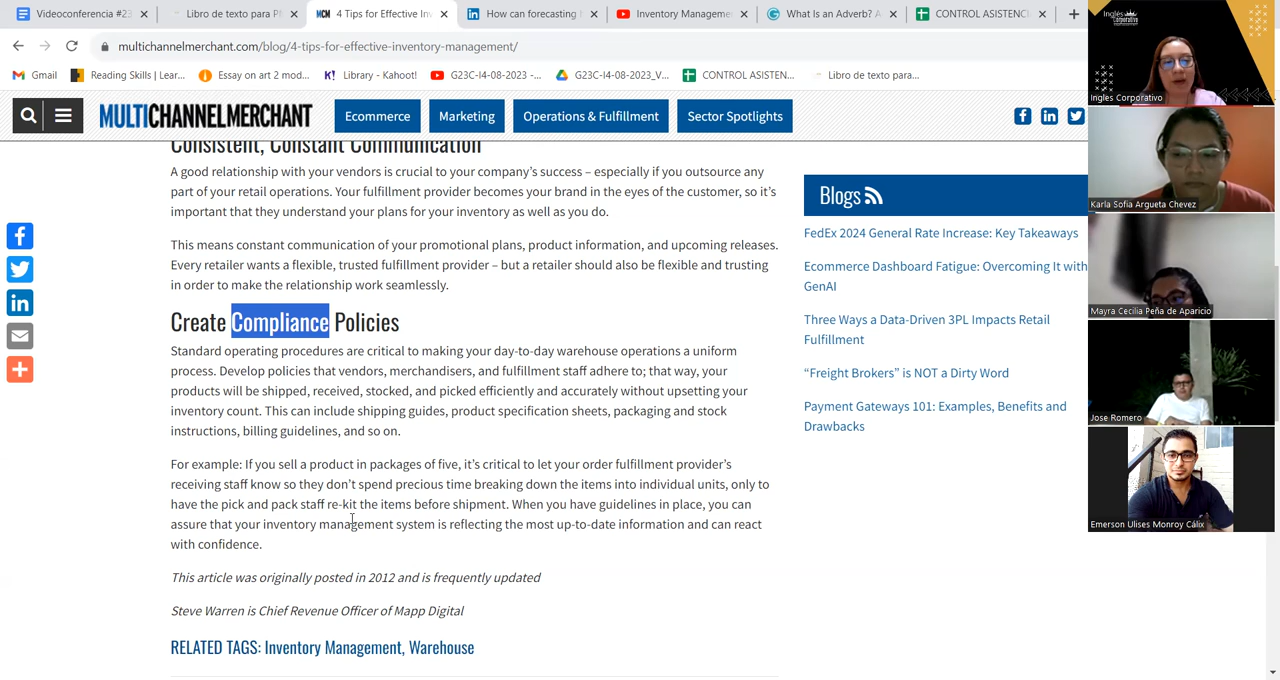 Videoconferencia #23
Libro de texto para P
4 Tips for Effective Inv
How can forecasting
Inventory Manageme
What Is an Adverb? A
CONTROL ASISTENC
multichannelmerchant.com/blog/4-tips-for-effective-inventory-management/
Gmail
Reading Skills | Lear...
Essay on art 2 mod...
Library - Kahoot!
G23C-I4-08-2023 -...
G23C-I4-08-2023_V...
CONTROL ASISTEN...
Libro de texto para...
MULTICHANNELMERCHANT
Ecommerce
Marketing
Operations & Fulfillment
Sector Spotlights
Consistent, Constant Communication
A good relationship with your vendors is crucial to your company's success – especially if you outsource any
part of your retail operations. Your fulfillment provider becomes your brand in the eyes of the customer, so it's
important that they understand your plans for your inventory as well as you do.
This means constant communication of your promotional plans, product information, and upcoming releases.
Every retailer wants a flexible, trusted fulfillment provider – but a retailer should also be flexible and trusting
in order to make the relationship work seamlessly.
Create Compliance Policies
Standard operating procedures are critical to making your day-to-day warehouse operations a uniform
process. Develop policies that vendors, merchandisers, and fulfillment staff adhere to; that way, your
products will be shipped, received, stocked, and picked efficiently and accurately without upsetting your
inventory count. This can include shipping guides, product specification sheets, packaging and stock
instructions, billing guidelines, and so on.
For example: If you sell a product in packages of five, it's critical to let your order fulfillment provider's
receiving staff know so they don't spend precious time breaking down the items into individual units, only to
have the pick and pack staff re-kit the items before shipment. When you have guidelines in place, you can
assure that your inventory management system is reflecting the most up-to-date information and can react
with confidence.
This article was originally posted in 2012 and is frequently updated
Steve Warren is Chief Revenue Officer of Mapp Digital
RELATED TAGS: Inventory Management, Warehouse
Blogs
FedEx 2024 General Rate Increase: Key Takeaways
Ecommerce Dashboard Fatigue: Overcoming It with
GenAI
Three Ways a Data-Driven 3PL Impacts Retail
Fulfillment
“Freight Brokers” is NOT a Dirty Word
Payment Gateways 101: Examples, Benefits and
Drawbacks
Inglés
Corporativo
Ingles Corporativo
Karla Sofia Argueta Chevez
Mayra Cecilia Peña de Aparicio
Jose Romero
Emerson Ulises Monroy Cálix